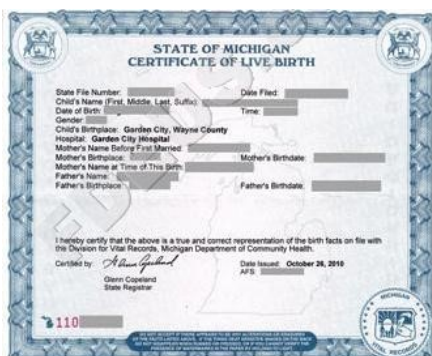 STATE OF MICHIGAN
CERTIFICATE OF LIVE BIRTH
State File Number: Date Filed:
Child's Name (First, Middle, Last, Suffix):
Date of Birth: Time:
Gender:
Child's Birthplace: Garden City, Wayne County
Hospital: Garden City Hospital
Mother's Name Before First Married:
Mother's Birthplace: Mother's Birthdate:
Mother's Name at Time of This Birth:
Father's Name:
Father's Birthplace: Father's Birthdate:
I hereby certify that the above is a true and correct representation of the birth facts on file with
the Division for Vital Records, Michigan Department of Community Health.
Certified by: Glenn Copeland Date Issued: October 26, 2010
AFS:
Glenn Copeland
State Registrar
110
MICHIGAN
VITAL RECORDS